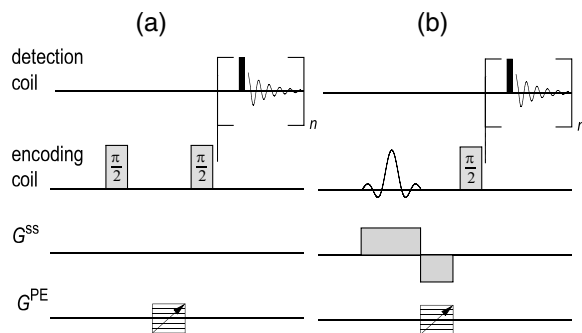 (a) (b)
detection
coil
n n
encoding
coil
π/2 π/2 π/2
G^SS
G^PE